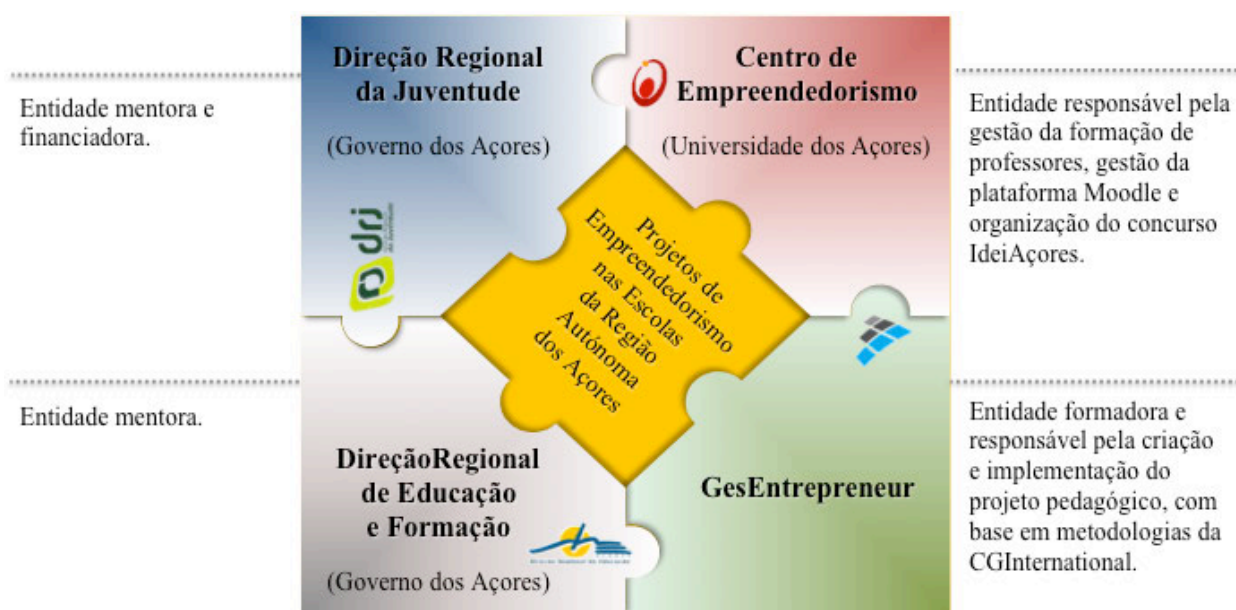 Entidade mentora e
financiadora.
Direção Regional
da Juventude
(Governo dos Açores)
drj
Centro de
Empreendedorismo
(Universidade dos Açores)
Entidade responsável pela
gestão da formação de
professores, gestão da
plataforma Moodle e
organização do concurso
IdeiAçores.
Projetos de
Empreendedorismo
nas Escolas
da Região
Autónoma
dos Açores
Entidade mentora.
DireçãoRegional
de Educação
e Formação
(Governo dos Açores)
GesEntrepreneur
Entidade formadora e
responsável pela criação
e implementação do
projeto pedagógico, com
base em metodologias da
CGInternational.